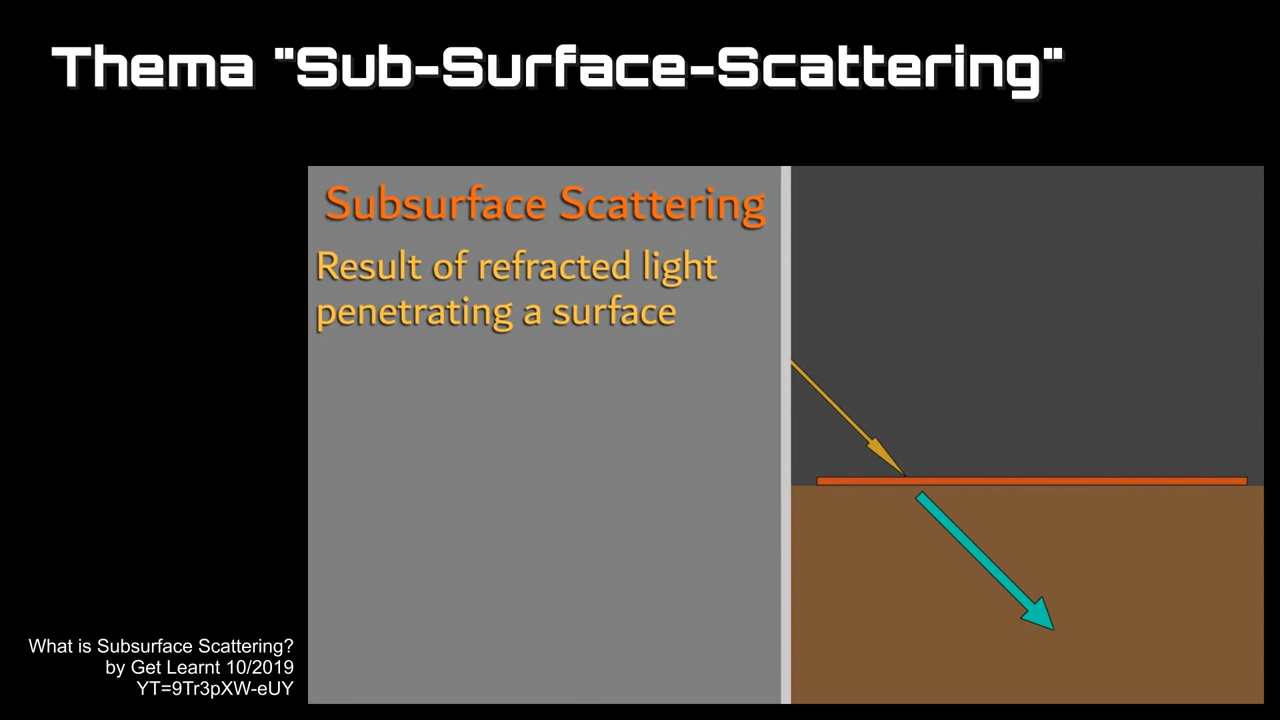 Thema "Sub-Surface-Scattering"
Subsurface Scattering
Result of refracted light
penetrating a surface
What is Subsurface Scattering?
by Get Learnt 10/2019
YT=9Tr3pXW-eUY